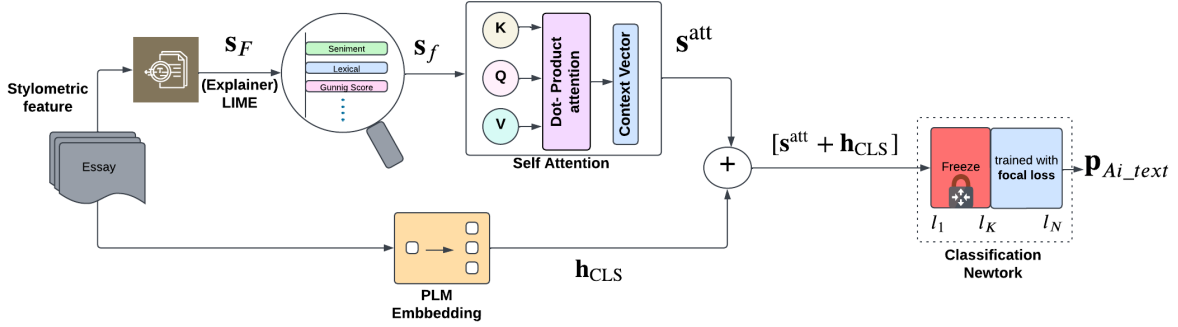 Stylometric
feature
Essay
s_F
(Explainer)
LIME
Seniment
Lexical
Gunnig Score
s_f
K
Q
V
Dot- Product
attention
Context Vector
Self Attention
s^att
+
[s^att + h_CLS]
PLM
Embbedding
h_CLS
Freeze
trained with
focal loss
l_1 l_K l_N
Classification
Newtork
p_Ai_text